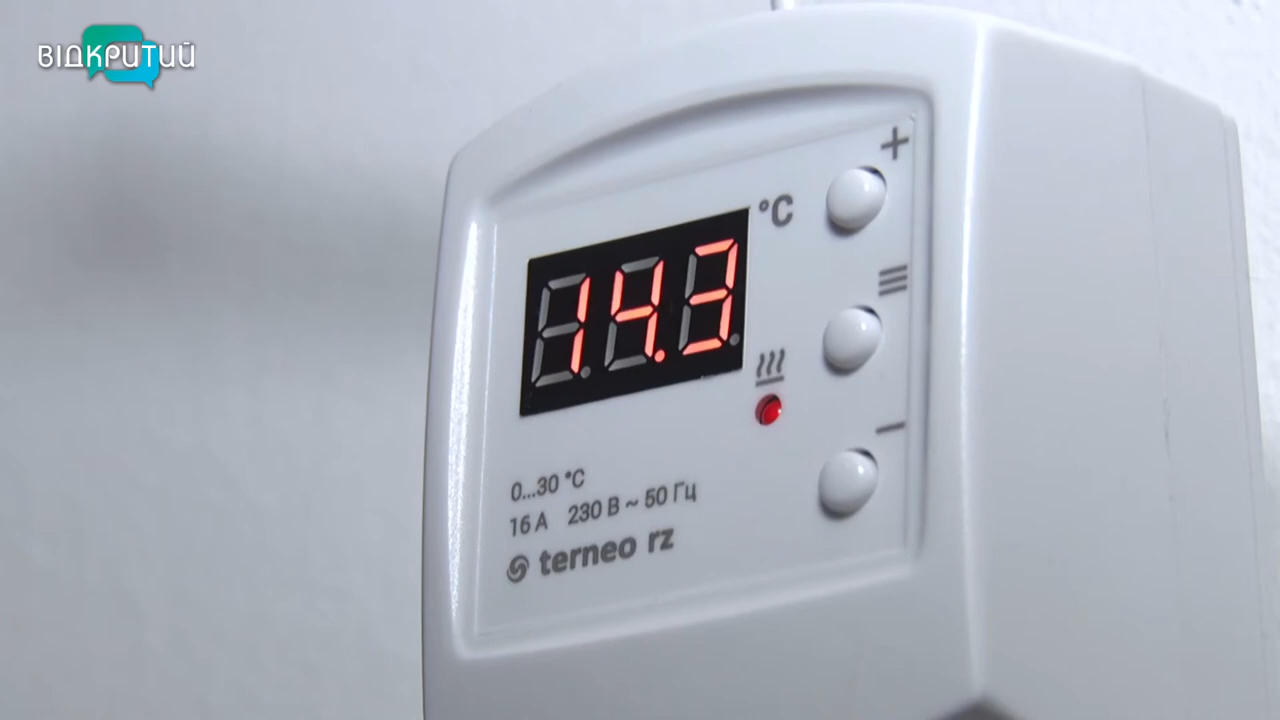 ВІДКРИТИЙ
+
°C
14.3
0...30 °C
16 A 230 В ~ 50 Гц
terneo rz